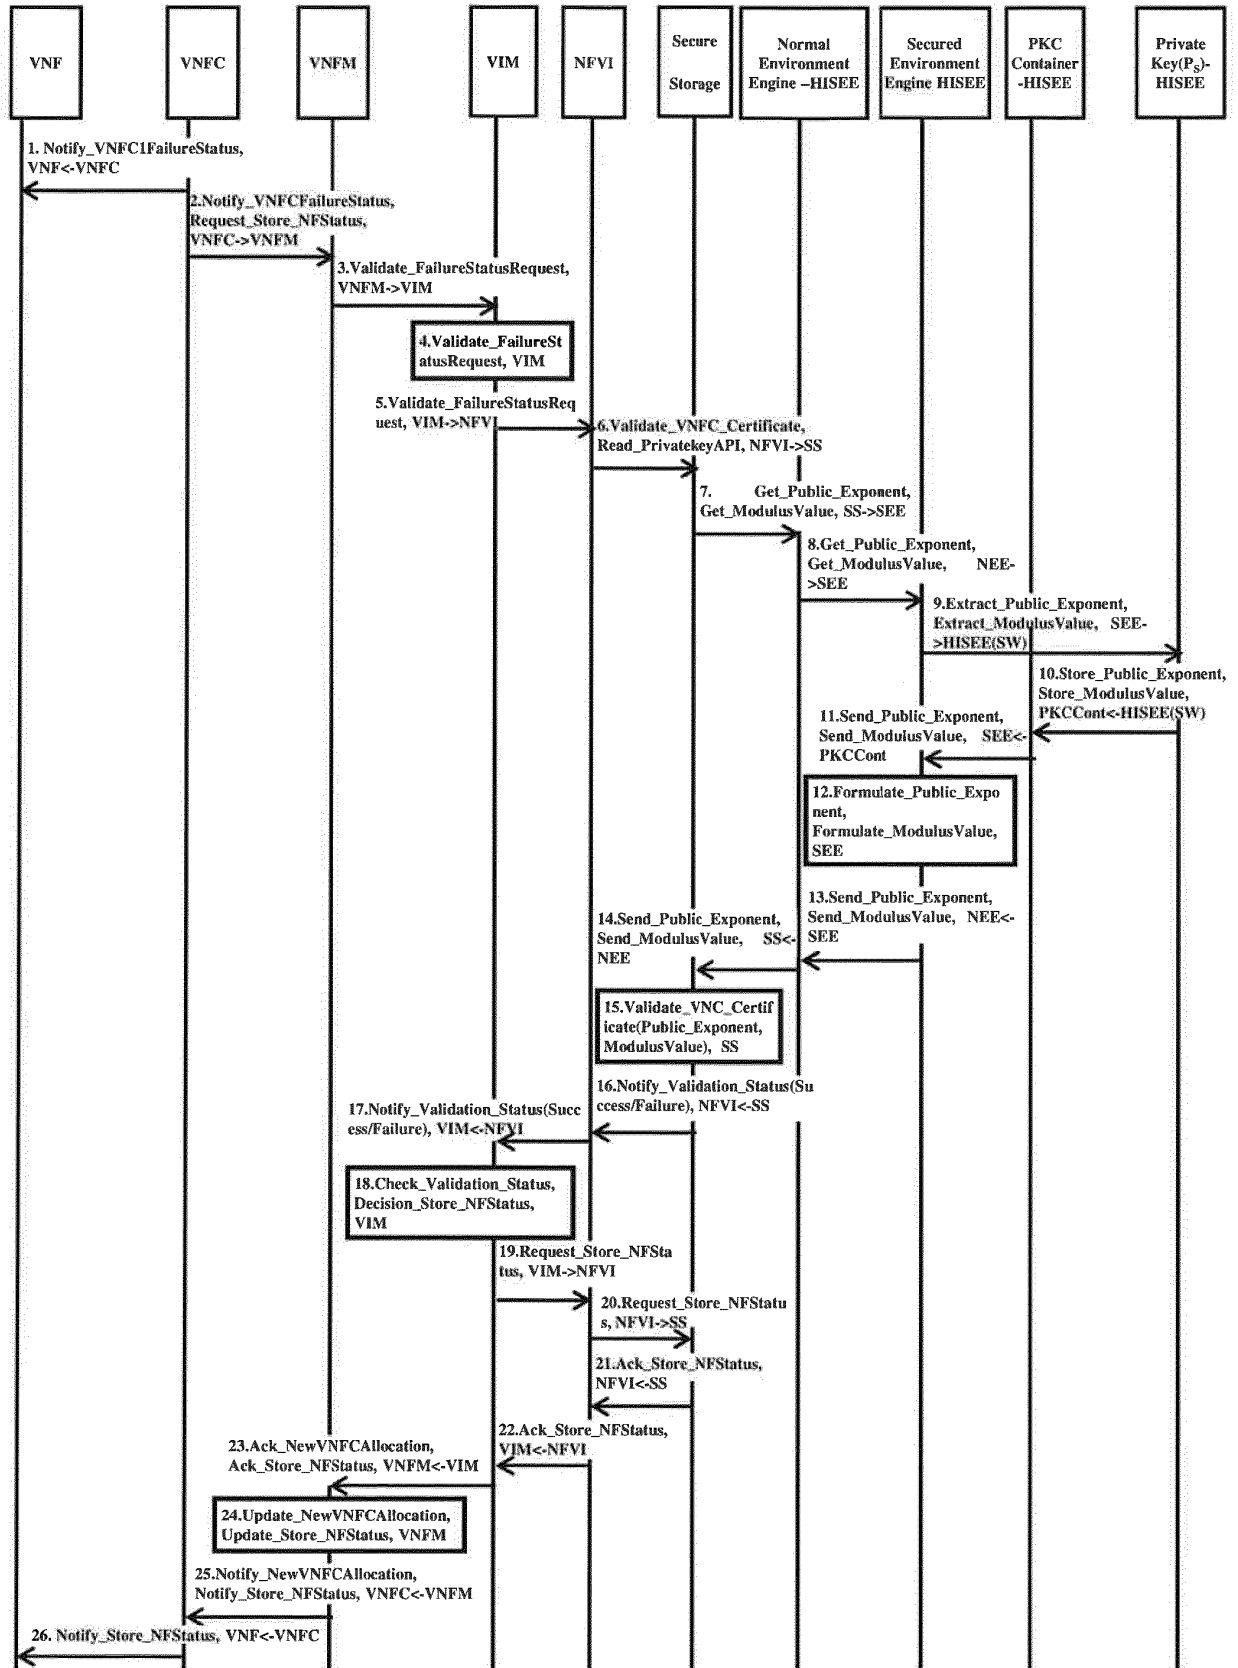 VNF
VNFC
VNFM
VIM
NFVI
Secure
Storage
Normal
Environment
Engine –HISEE
Secured
Environment
Engine HISEE
PKC
Container
-HISEE
Private
Key(PS)-
HISEE
1. Notify_VNFC1FailureStatus,
VNF<-VNFC
2.Notify_VNFCFailureStatus,
Request_Store_NFStatus,
VNFC->VNFM
3.Validate_FailureStatusRequest,
VNFM->VIM
4.Validate_FailureSt
atusRequest, VIM
5.Validate_FailureStatusReq
uest, VIM->NFVI
6.Validate_VNFC_Certificate,
Read_PrivatekeyAPI, NFVI->SS
7. Get_Public_Exponent,
Get_ModulusValue, SS->SEE
8.Get_Public_Exponent,
Get_ModulusValue, NEE-
>SEE
9.Extract_Public_Exponent,
Extract_ModulusValue, SEE-
>HISEE(SW)
10.Store_Public_Exponent,
Store_ModulusValue,
PKCCont<-HISEE(SW)
11.Send_Public_Exponent,
Send_ModulusValue, SEE<-
PKCCont
12.Formulate_Public_Expo
nent,
Formulate_ModulusValue,
SEE
13.Send_Public_Exponent,
Send_ModulusValue, NEE<-
SEE
14.Send_Public_Exponent,
Send_ModulusValue, SS<-
NEE
15.Validate_VNC_Certif
icate(Public_Exponent,
ModulusValue), SS
16.Notify_Validation_Status(Su
ccess/Failure), NFVI<-SS
17.Notify_Validation_Status(Succ
ess/Failure), VIM<-NFVI
18.Check_Validation_Status,
Decision_Store_NFStatus,
VIM
19.Request_Store_NFSta
tus, VIM->NFVI
20.Request_Store_NFStatu
s, NFVI->SS
21.Ack_Store_NFStatus,
NFVI<-SS
22.Ack_Store_NFStatus,
VIM<-NFVI
23.Ack_NewVNFCAllocation,
Ack_Store_NFStatus, VNFM<-VIM
24.Update_NewVNFCAllocation,
Update_Store_NFStatus, VNFM
25.Notify_NewVNFCAllocation,
Notify_Store_NFStatus, VNFC<-VNFM
26. Notify_Store_NFStatus, VNF<-VNFC